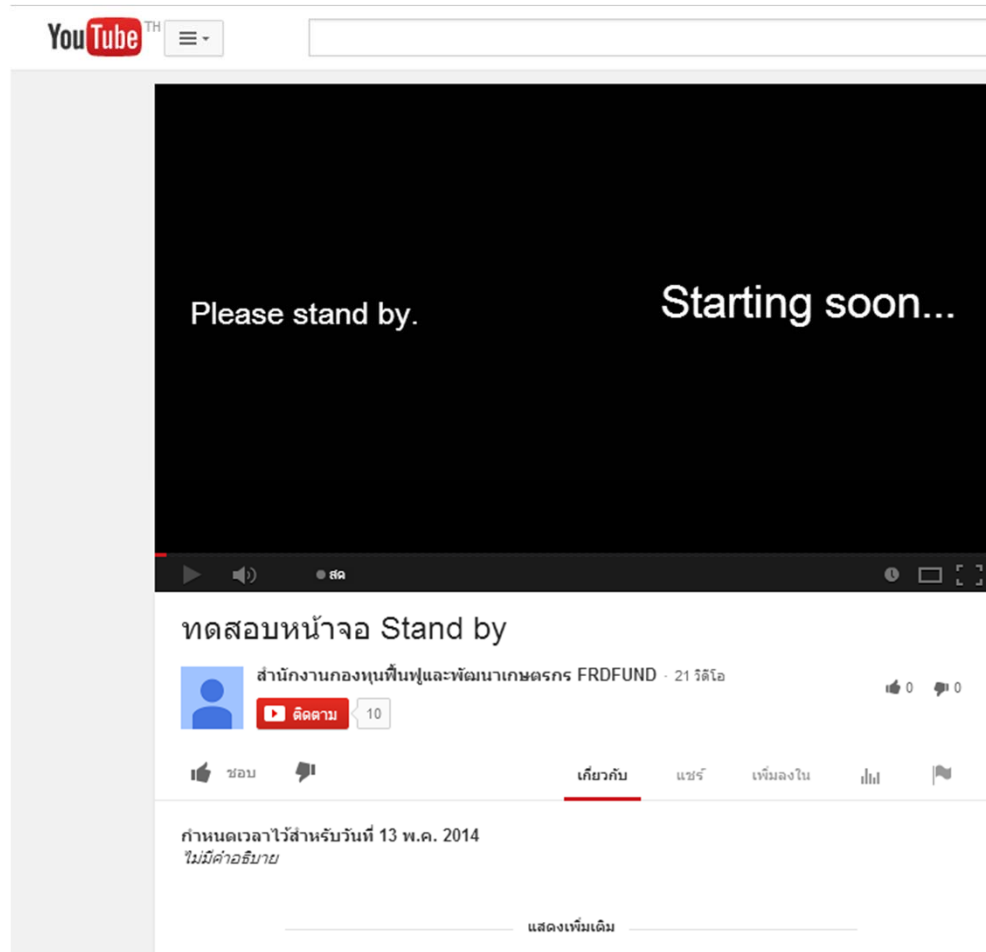 YouTube TH
Please stand by.
Starting soon...
สด
ทดสอบหน้าจอ Stand by
สำนักงานกองทุนฟื้นฟูและพัฒนาเกษตรกร FRDFUND · 21 วิดีโอ
ติดตาม 10
0 0
ชอบ
เกี่ยวกับ แชร์ เพิ่มลงใน
กำหนดเวลาไว้สำหรับวันที่ 13 พ.ค. 2014
ไม่มีคำอธิบาย
แสดงเพิ่มเติม